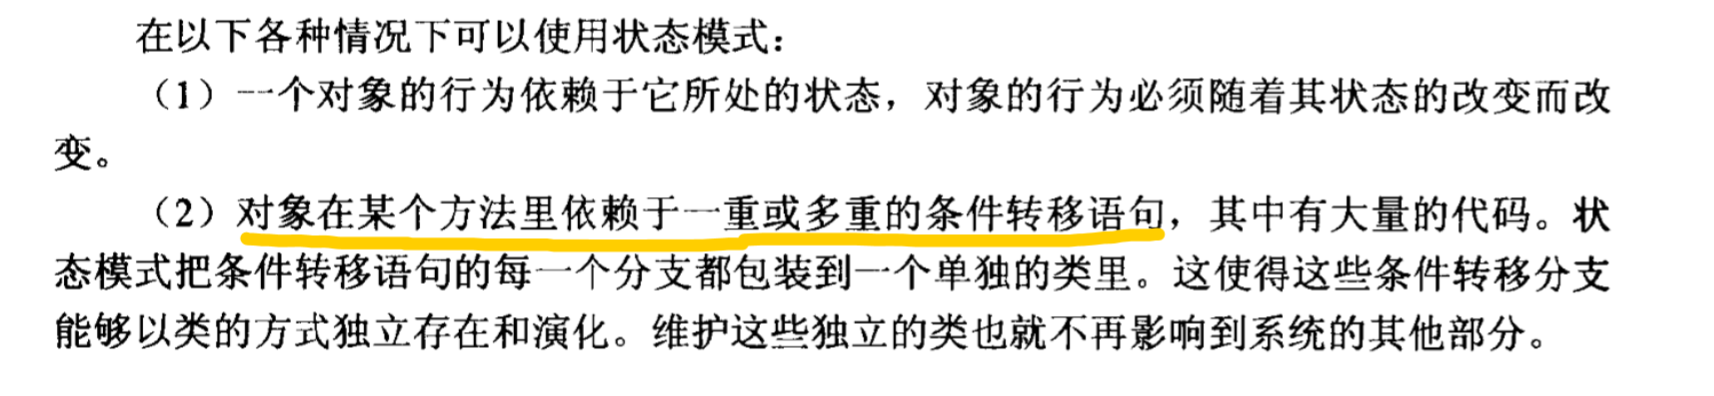 在以下各种情况下可以使用状态模式：
（1）一个对象的行为依赖于它所处的状态，对象的行为必须随着其状态的改变而改
变。
（2）对象在某个方法里依赖于一重或多重的条件转移语句，其中有大量的代码。状
态模式把条件转移语句的每一个分支都包装到一个单独的类里。这使得这些条件转移分支
能够以类的方式独立存在和演化。维护这些独立的类也就不再影响到系统的其他部分。